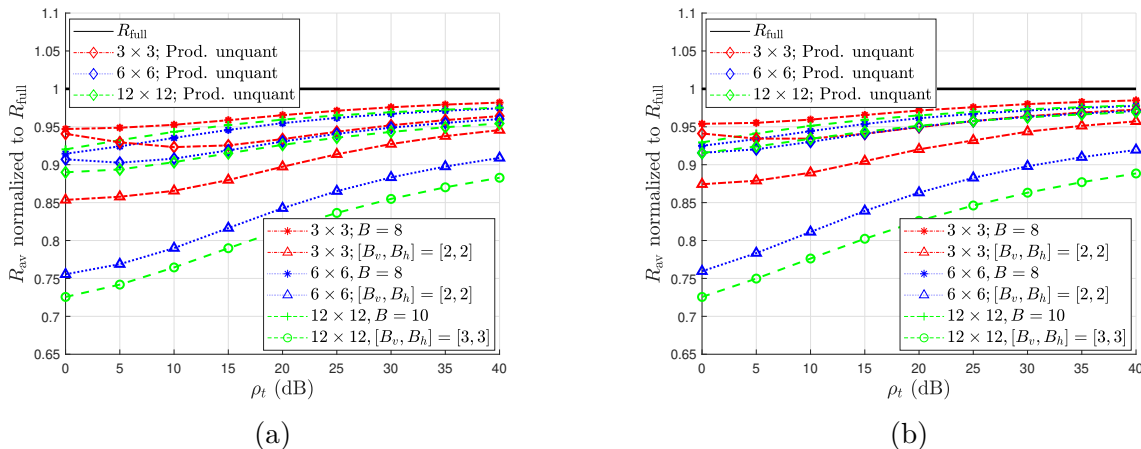 1.1
1.05
1
0.95
0.9
0.85
0.8
0.75
0.7
0.65
R_av normalized to R_full
R_full
3 × 3; Prod. unquant
6 × 6; Prod. unquant
12 × 12; Prod. unquant
3 × 3; B = 8
3 × 3; [B_v, B_h] = [2, 2]
6 × 6, B = 8
6 × 6; [B_v, B_h] = [2, 2]
12 × 12, B = 10
12 × 12, [B_v, B_h] = [3, 3]
0 5 10 15 20 25 30 35 40
ρ_t (dB)
(a)
1.1
1.05
1
0.95
0.9
0.85
0.8
0.75
0.7
0.65
R_av normalized to R_full
R_full
3 × 3; Prod. unquant
6 × 6; Prod. unquant
12 × 12; Prod. unquant
3 × 3; B = 8
3 × 3; [B_v, B_h] = [2, 2]
6 × 6, B = 8
6 × 6; [B_v, B_h] = [2, 2]
12 × 12, B = 10
12 × 12, [B_v, B_h] = [3, 3]
0 5 10 15 20 25 30 35 40
ρ_t (dB)
(b)